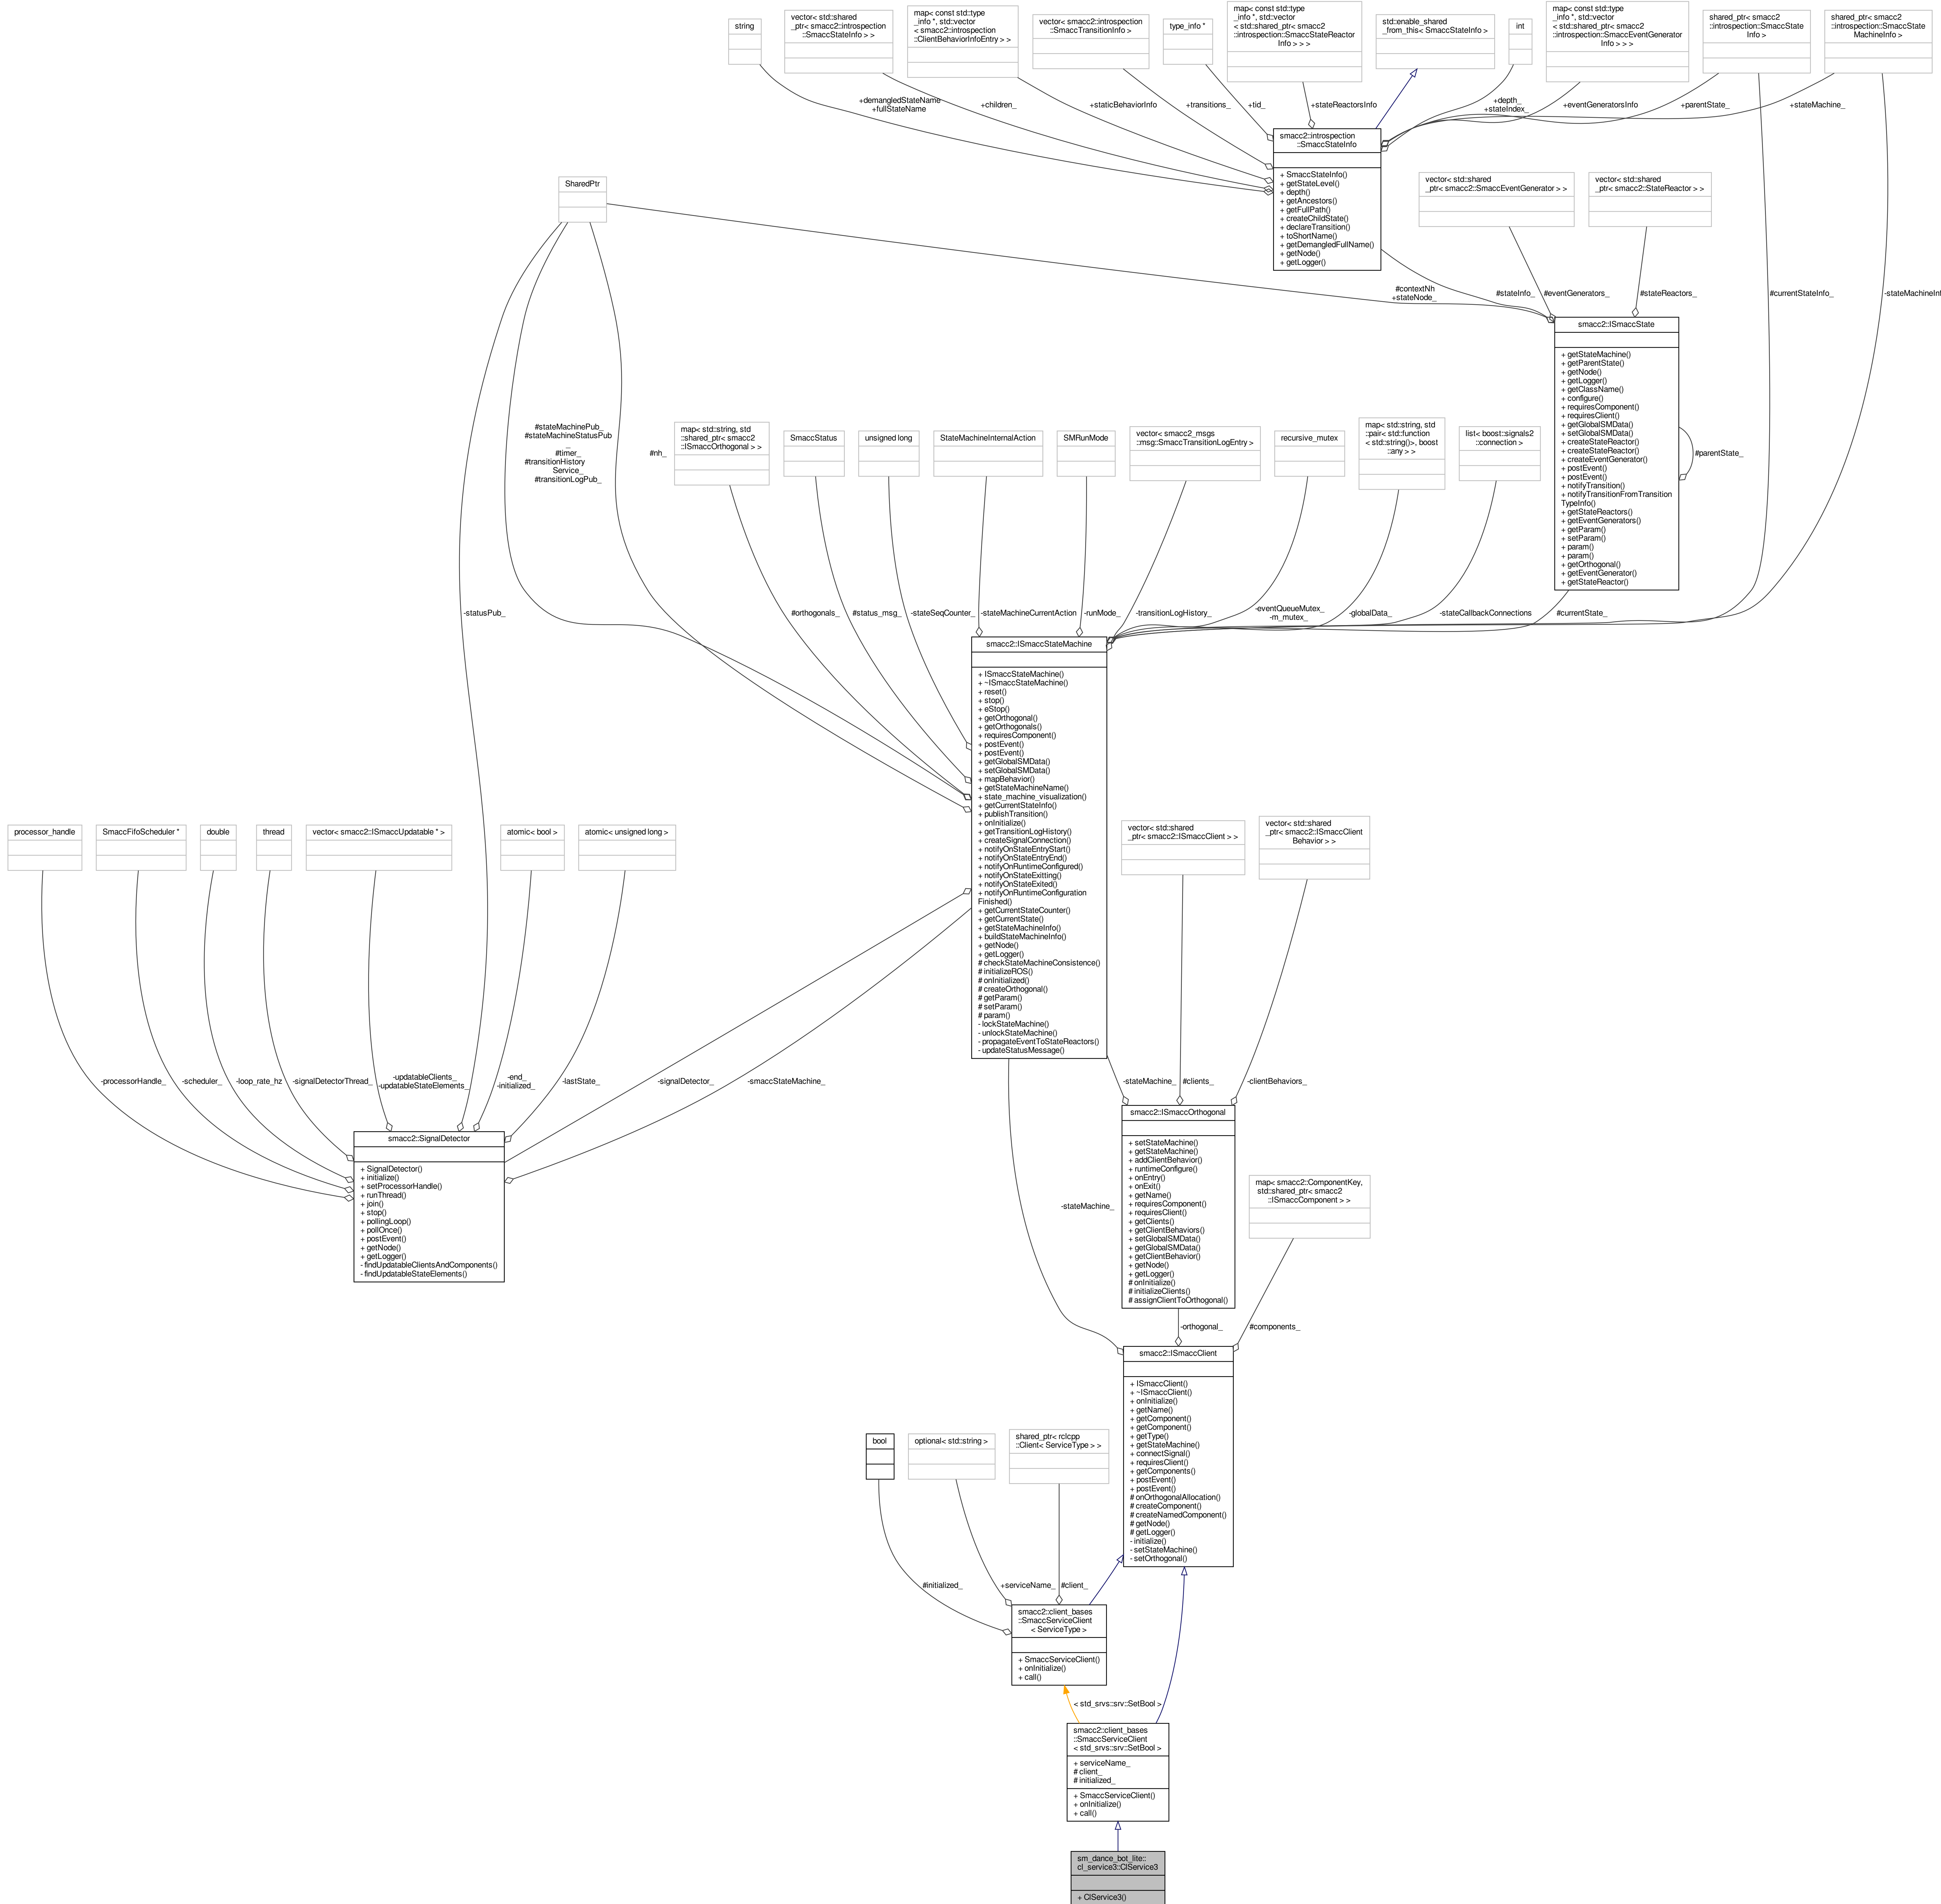 string
vector< std::shared
_ptr< smacc2::introspection
::SmaccStateInfo > >
map< const std::type
_info *, std::vector
< smacc2::introspection
::ClientBehaviorInfoEntry > >
vector< smacc2::introspection
::SmaccTransitionInfo >
type_info *
map< const std::type
_info *, std::vector
< std::shared_ptr< smacc2
::introspection::SmaccStateReactor
Info > > >
std::enable_shared
_from_this< SmaccStateInfo >
int
map< const std::type
_info *, std::vector
< std::shared_ptr< smacc2
::introspection::SmaccEventGenerator
Info > > >
shared_ptr< smacc2
::introspection::SmaccState
Info >
shared_ptr< smacc2
::introspection::SmaccState
MachineInfo >
+demangledStateName
+fullStateName
+children_
+staticBehaviorInfo
+transitions_
+tid_
+stateReactorsInfo
+depth_
+stateIndex_
+eventGeneratorsInfo
+parentState_
+stateMachine_
smacc2::introspection
::SmaccStateInfo
+ SmaccStateInfo()
+ getStateLevel()
+ depth()
+ getAncestors()
+ getFullPath()
+ createChildState()
+ declareTransition()
+ toShortName()
+ getDemangledFullName()
+ getNode()
+ getLogger()
SharedPtr
vector< std::shared
_ptr< smacc2::SmaccEventGenerator > >
vector< std::shared
_ptr< smacc2::StateReactor > >
#contextNh
+stateNode_
#stateInfo_
#eventGenerators_
#stateReactors_
#currentStateInfo_
-stateMachineInf
smacc2::ISmaccState
+ getStateMachine()
+ getParentState()
+ getNode()
+ getLogger()
+ getClassName()
+ configure()
+ requiresComponent()
+ requiresClient()
+ getGlobalSMData()
+ setGlobalSMData()
+ createStateReactor()
+ createStateReactor()
+ createEventGenerator()
+ postEvent()
+ postEvent()
+ notifyTransition()
+ notifyTransitionFromTransition
TypeInfo()
+ getStateReactors()
+ getEventGenerators()
+ getParam()
+ setParam()
+ param()
+ param()
+ getOrthogonal()
+ getEventGenerator()
+ getStateReactor()
#parentState_
#stateMachinePub_
#stateMachineStatusPub
_
#timer_
#transitionHistory
Service_
#transitionLogPub_
#nh_
map< std::string, std
::shared_ptr< smacc2
::ISmaccOrthogonal > >
SmaccStatus
unsigned long
StateMachineInternalAction
SMRunMode
vector< smacc2_msgs
::msg::SmaccTransitionLogEntry >
recursive_mutex
map< std::string, std
::pair< std::function
< std::string()>, boost
::any > >
list< boost::signals2
::connection >
-statusPub_
#orthogonals_
#status_msg_
-stateSeqCounter_
-stateMachineCurrentAction
-runMode_
-transitionLogHistory_
-eventQueueMutex_
-m_mutex_
-globalData_
-stateCallbackConnections
#currentState_
smacc2::ISmaccStateMachine
+ ISmaccStateMachine()
+ ~ISmaccStateMachine()
+ reset()
+ stop()
+ eStop()
+ getOrthogonal()
+ getOrthogonals()
+ requiresComponent()
+ postEvent()
+ postEvent()
+ getGlobalSMData()
+ setGlobalSMData()
+ mapBehavior()
+ getStateMachineName()
+ state_machine_visualization()
+ getCurrentStateInfo()
+ publishTransition()
+ onInitialize()
+ getTransitionLogHistory()
+ createSignalConnection()
+ notifyOnStateEntryStart()
+ notifyOnStateEntryEnd()
+ notifyOnRuntimeConfigured()
+ notifyOnStateExitting()
+ notifyOnStateExited()
+ notifyOnRuntimeConfiguration
Finished()
+ getCurrentStateCounter()
+ getCurrentState()
+ getStateMachineInfo()
+ buildStateMachineInfo()
+ getNode()
+ getLogger()
# checkStateMachineConsistence()
# initializeROS()
# onInitialized()
# createOrthogonal()
# getParam()
# setParam()
# param()
- lockStateMachine()
- unlockStateMachine()
- propagateEventToStateReactors()
- updateStatusMessage()
processor_handle
SmaccFifoScheduler *
double
thread
vector< smacc2::ISmaccUpdatable * >
atomic< bool >
atomic< unsigned long >
vector< std::shared
_ptr< smacc2::ISmaccClient > >
vector< std::shared
_ptr< smacc2::ISmaccClient
Behavior > >
-processorHandle_
-scheduler_
-loop_rate_hz
-signalDetectorThread_
-updatableClients_
-updatableStateElements_
-end_
-initialized_
-lastState_
-signalDetector_
-smaccStateMachine_
-stateMachine_
#clients_
-clientBehaviors_
smacc2::SignalDetector
+ SignalDetector()
+ initialize()
+ setProcessorHandle()
+ runThread()
+ join()
+ stop()
+ pollingLoop()
+ pollOnce()
+ postEvent()
+ getNode()
+ getLogger()
- findUpdatableClientsAndComponents()
- findUpdatableStateElements()
smacc2::ISmaccOrthogonal
+ setStateMachine()
+ getStateMachine()
+ addClientBehavior()
+ runtimeConfigure()
+ onEntry()
+ onExit()
+ getName()
+ requiresComponent()
+ requiresClient()
+ getClients()
+ getClientBehaviors()
+ setGlobalSMData()
+ getGlobalSMData()
+ getClientBehavior()
+ getNode()
+ getLogger()
# onInitialize()
# initializeClients()
# assignClientToOrthogonal()
map< smacc2::ComponentKey,
std::shared_ptr< smacc2
::ISmaccComponent > >
-stateMachine_
-orthogonal_
#components_
smacc2::ISmaccClient
+ ISmaccClient()
+ ~ISmaccClient()
+ onInitialize()
+ getName()
+ getComponent()
+ getComponent()
+ getType()
+ getStateMachine()
+ connectSignal()
+ requiresClient()
+ getComponents()
+ postEvent()
+ postEvent()
# onOrthogonalAllocation()
# createComponent()
# createNamedComponent()
# getNode()
# getLogger()
- initialize()
- setStateMachine()
- setOrthogonal()
bool
optional< std::string >
shared_ptr< rclcpp
::Client< ServiceType > >
#initialized_
+serviceName_
#client_
smacc2::client_bases
::SmaccServiceClient
< ServiceType >
+ SmaccServiceClient()
+ onInitialize()
+ call()
< std_srvs::srv::SetBool >
smacc2::client_bases
::SmaccServiceClient
< std_srvs::srv::SetBool >
+ serviceName_
# client_
# initialized_
+ SmaccServiceClient()
+ onInitialize()
+ call()
sm_dance_bot_lite::
cl_service3::ClService3
+ ClService3()